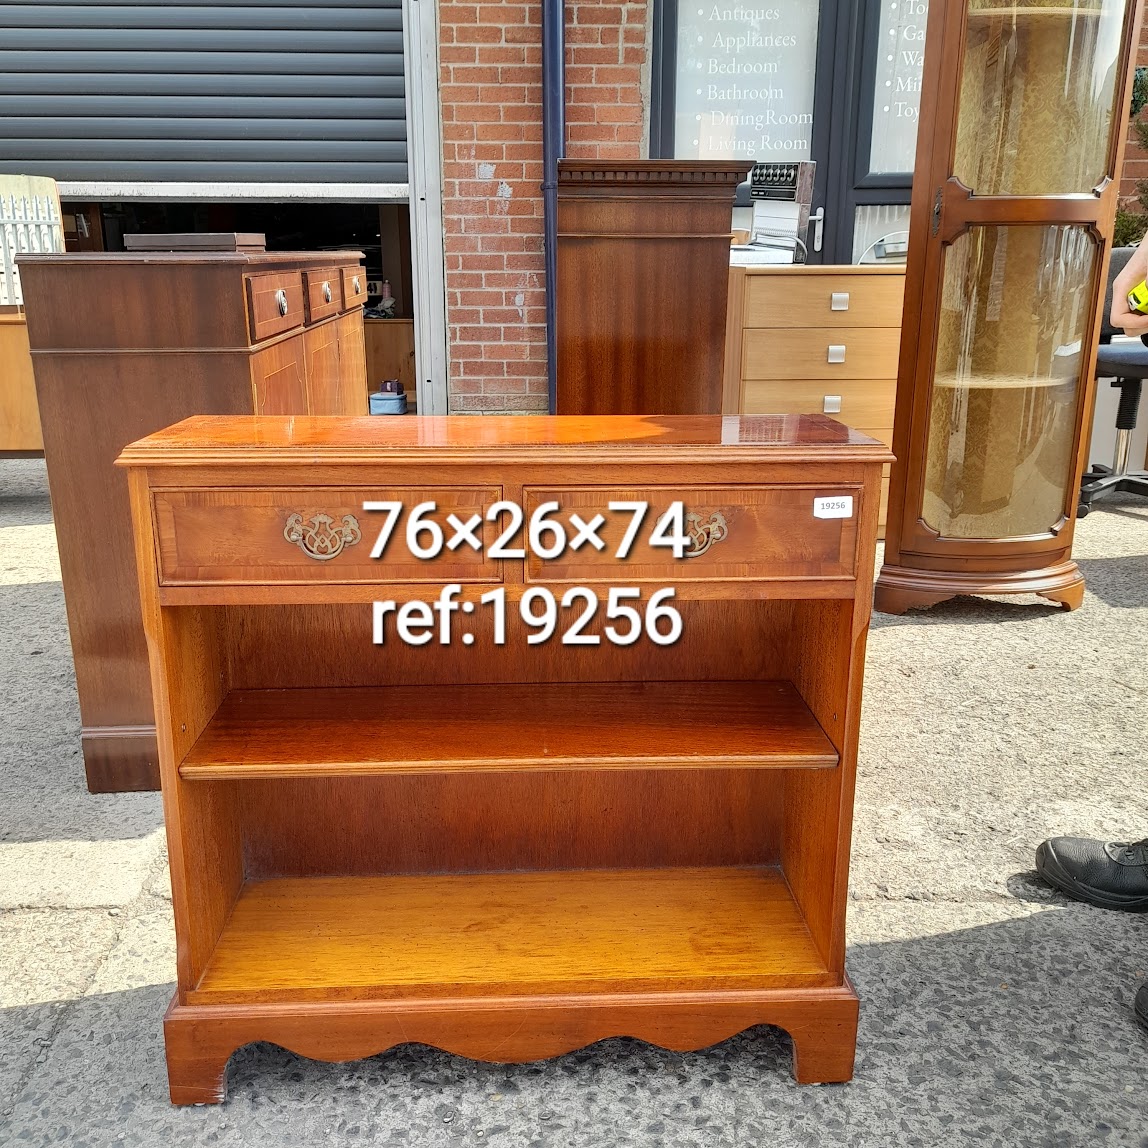 • Antiques
• Appliances
• Bedroom
• Bathroom
• DiningRoom
• Living Room
76×26×74
ref:19256
19256